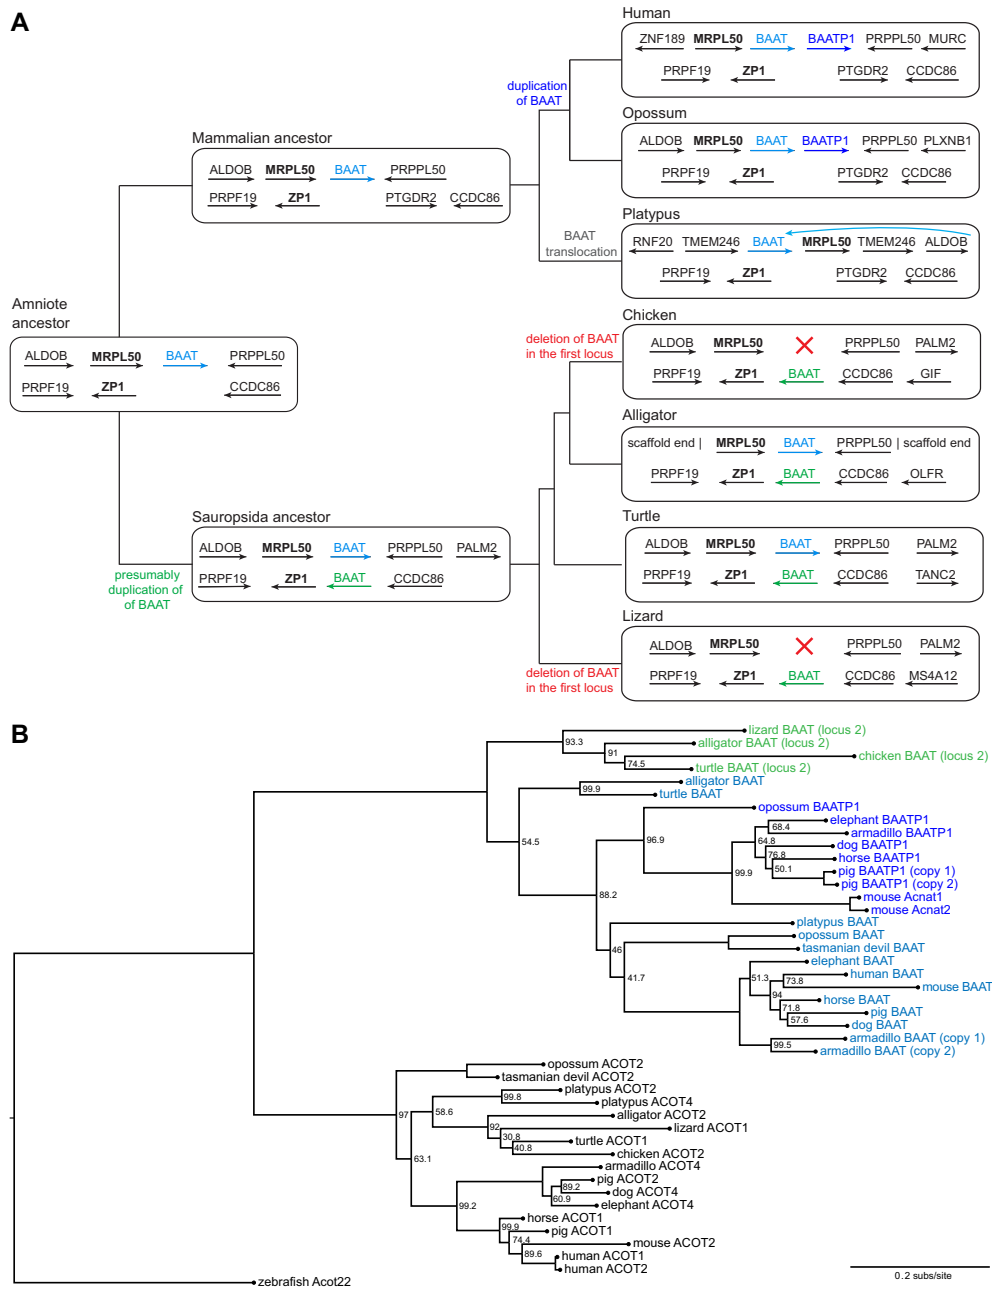 A
Human
ZNF189 MRPL50 BAAT BAATP1 PRPPL50 MURC
PRPF19 ZP1 PTGDR2 CCDC86
duplication
of BAAT
Opossum
ALDOB MRPL50 BAAT BAATP1 PRPPL50 PLXNB1
PRPF19 ZP1 PTGDR2 CCDC86
Mammalian ancestor
ALDOB MRPL50 BAAT PRPPL50
PRPF19 ZP1 PTGDR2 CCDC86
Platypus
BAAT
translocation
RNF20 TMEM246 BAAT MRPL50 TMEM246 ALDOB
PRPF19 ZP1 PTGDR2 CCDC86
Amniote
ancestor
ALDOB MRPL50 BAAT PRPPL50
PRPF19 ZP1 CCDC86
Chicken
deletion of BAAT
in the first locus
ALDOB MRPL50 PRPPL50 PALM2
PRPF19 ZP1 BAAT CCDC86 GIF
Alligator
scaffold end | MRPL50 BAAT PRPPL50 | scaffold end
PRPF19 ZP1 BAAT CCDC86 OLFR
Sauropsida ancestor
ALDOB MRPL50 BAAT PRPPL50 PALM2
PRPF19 ZP1 BAAT CCDC86
presumably
duplication of
of BAAT
Turtle
ALDOB MRPL50 BAAT PRPPL50 PALM2
PRPF19 ZP1 BAAT CCDC86 TANC2
Lizard
deletion of BAAT
in the first locus
ALDOB MRPL50 PRPPL50 PALM2
PRPF19 ZP1 BAAT CCDC86 MS4A12
B
lizard BAAT (locus 2)
93.3
alligator BAAT (locus 2)
91
chicken BAAT (locus 2)
74.5
turtle BAAT (locus 2)
alligator BAAT
99.9
turtle BAAT
54.5
opossum BAATP1
96.9
elephant BAATP1
68.4
armadillo BAATP1
64.8
dog BAATP1
76.8
horse BAATP1
50.1
pig BAATP1 (copy 1)
99.9
pig BAATP1 (copy 2)
88.2
mouse Acnat1
mouse Acnat2
platypus BAAT
46
opossum BAAT
tasmanian devil BAAT
41.7
elephant BAAT
51.3
human BAAT
73.8
mouse BAAT
94
horse BAAT
71.8
pig BAAT
57.6
dog BAAT
armadillo BAAT (copy 1)
99.5
armadillo BAAT (copy 2)
opossum ACOT2
tasmanian devil ACOT2
platypus ACOT2
99.8
platypus ACOT4
97
58.6
alligator ACOT2
92
lizard ACOT1
30.8
turtle ACOT1
40.8
chicken ACOT2
63.1
armadillo ACOT4
pig ACOT2
89.2
dog ACOT4
60.9
elephant ACOT4
99.2
horse ACOT1
99.9
pig ACOT1
74.4
mouse ACOT2
89.6
human ACOT1
human ACOT2
zebrafish Acot22
0.2 subs/site